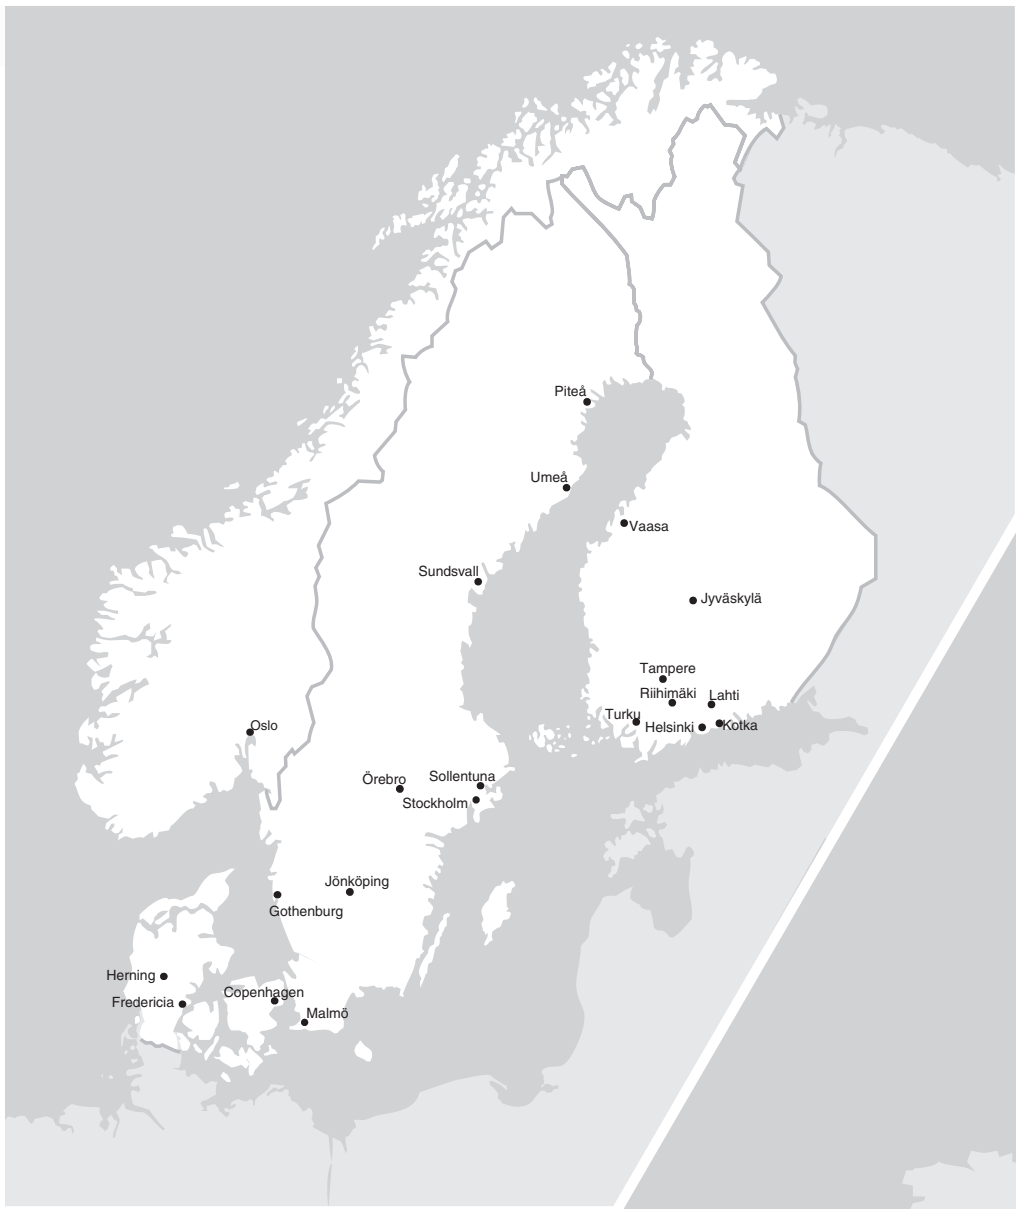 Piteå
Umeå
Vaasa
Sundsvall
Jyväskylä
Tampere
Riihimäki
Lahti
Turku
Helsinki
Kotka
Oslo
Örebro
Sollentuna
Stockholm
Jönköping
Gothenburg
Herning
Fredericia
Copenhagen
Malmö